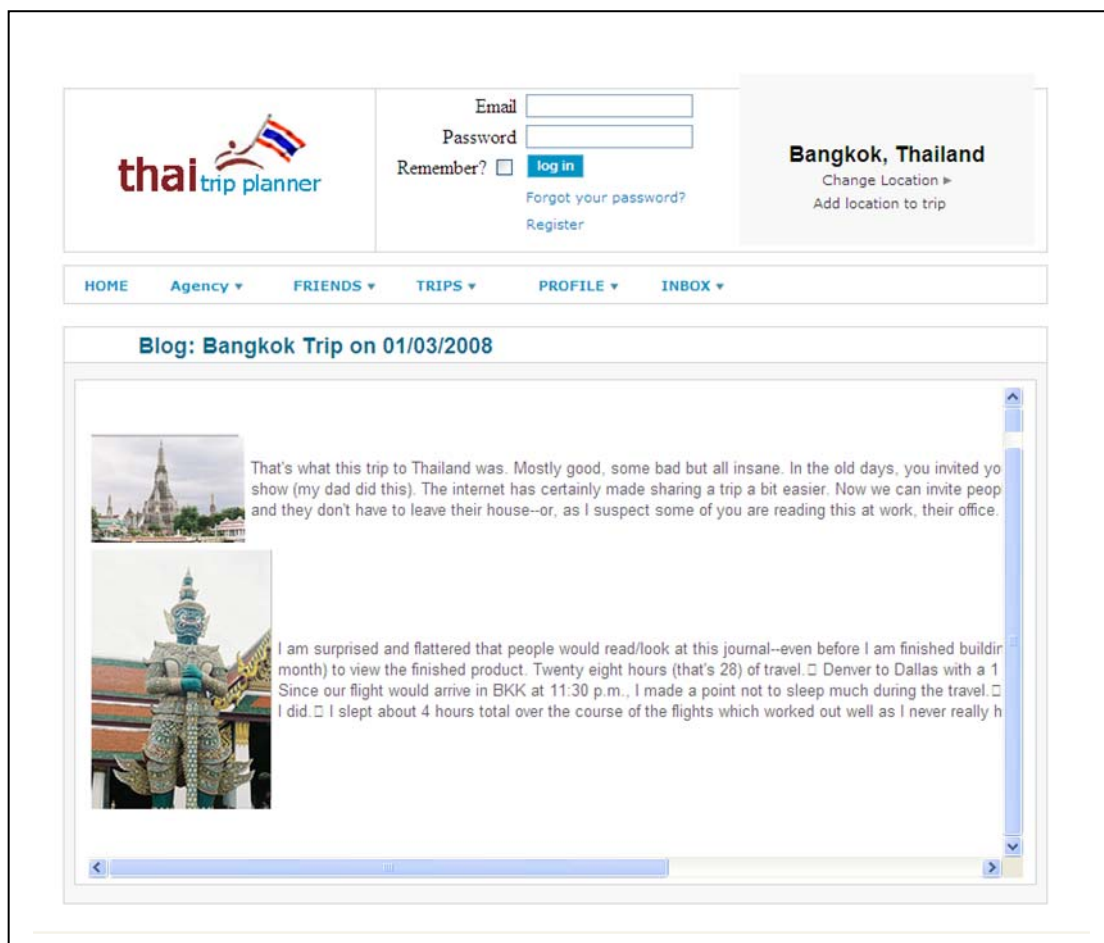 thai trip planner
Email
Password
Remember?
log in
Forgot your password?
Register
Bangkok, Thailand
Change Location ▸
Add location to trip
HOME Agency ▾ FRIENDS ▾ TRIPS ▾ PROFILE ▾ INBOX ▾
Blog: Bangkok Trip on 01/03/2008
That's what this trip to Thailand was. Mostly good, some bad but all insane. In the old days, you invited yo
show (my dad did this). The internet has certainly made sharing a trip a bit easier. Now we can invite peop
and they don't have to leave their house--or, as I suspect some of you are reading this at work, their office.
I am surprised and flattered that people would read/look at this journal--even before I am finished buildin
month) to view the finished product. Twenty eight hours (that's 28) of travel.□ Denver to Dallas with a 1
Since our flight would arrive in BKK at 11:30 p.m., I made a point not to sleep much during the travel.□
I did.□ I slept about 4 hours total over the course of the flights which worked out well as I never really h